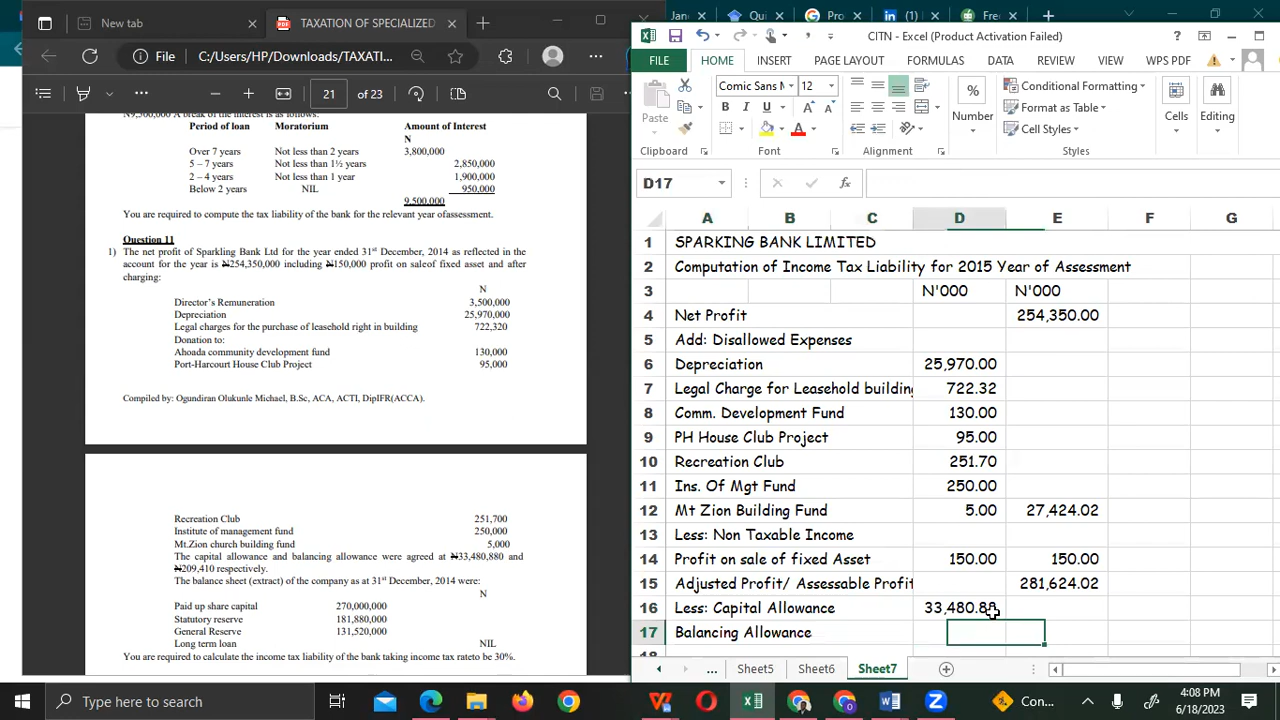 New tab
TAXATION OF SPECIALIZED
File C:/Users/HP/Downloads/TAXATI...
21 of 23
Period of loan Moratorium Amount of Interest
N
Over 7 years Not less than 2 years 3,800,000
5 – 7 years Not less than 1½ years 2,850,000
2 – 4 years Not less than 1 year 1,900,000
Below 2 years NIL 950,000
9,500,000
You are required to compute the tax liability of the bank for the relevant year ofassessment.
Question 11
1) The net profit of Sparkling Bank Ltd for the year ended 31st December, 2014 as reflected in the
account for the year is ₦254,350,000 including ₦150,000 profit on saleof fixed asset and after
charging:
N
Director's Remuneration 3,500,000
Depreciation 25,970,000
Legal charges for the purchase of leasehold right in building 722,320
Donation to:
Ahoada community development fund 130,000
Port-Harcourt House Club Project 95,000
Compiled by: Ogundiran Olukunle Michael, B.Sc, ACA, ACTI, DipIFR(ACCA).
Recreation Club 251,700
Institute of management fund 250,000
Mt.Zion church building fund 5,000
The capital allowance and balancing allowance were agreed at ₦33,480,880 and
₦209,410 respectively.
The balance sheet (extract) of the company as at 31st December, 2014 were:
N
Paid up share capital 270,000,000
Statutory reserve 181,880,000
General Reserve 131,520,000
Long term loan NIL
You are required to calculate the income tax liability of the bank taking income tax rateto be 30%.
CITN - Excel (Product Activation Failed)
FILE HOME INSERT PAGE LAYOUT FORMULAS DATA REVIEW VIEW WPS PDF
Paste
Comic Sans M 12
B I U
Number
Conditional Formatting
Format as Table
Cell Styles
Cells
Editing
Clipboard Font Alignment Styles
D17
A B C D E F G
1 SPARKING BANK LIMITED
2 Computation of Income Tax Liability for 2015 Year of Assessment
3 N'000 N'000
4 Net Profit 254,350.00
5 Add: Disallowed Expenses
6 Depreciation 25,970.00
7 Legal Charge for Leasehold building 722.32
8 Comm. Development Fund 130.00
9 PH House Club Project 95.00
10 Recreation Club 251.70
11 Ins. Of Mgt Fund 250.00
12 Mt Zion Building Fund 5.00 27,424.02
13 Less: Non Taxable Income
14 Profit on sale of fixed Asset 150.00 150.00
15 Adjusted Profit/ Assessable Profit 281,624.02
16 Less: Capital Allowance 33,480.88
17 Balancing Allowance
... Sheet5 Sheet6 Sheet7
Type here to search
Con...
4:08 PM
6/18/2023